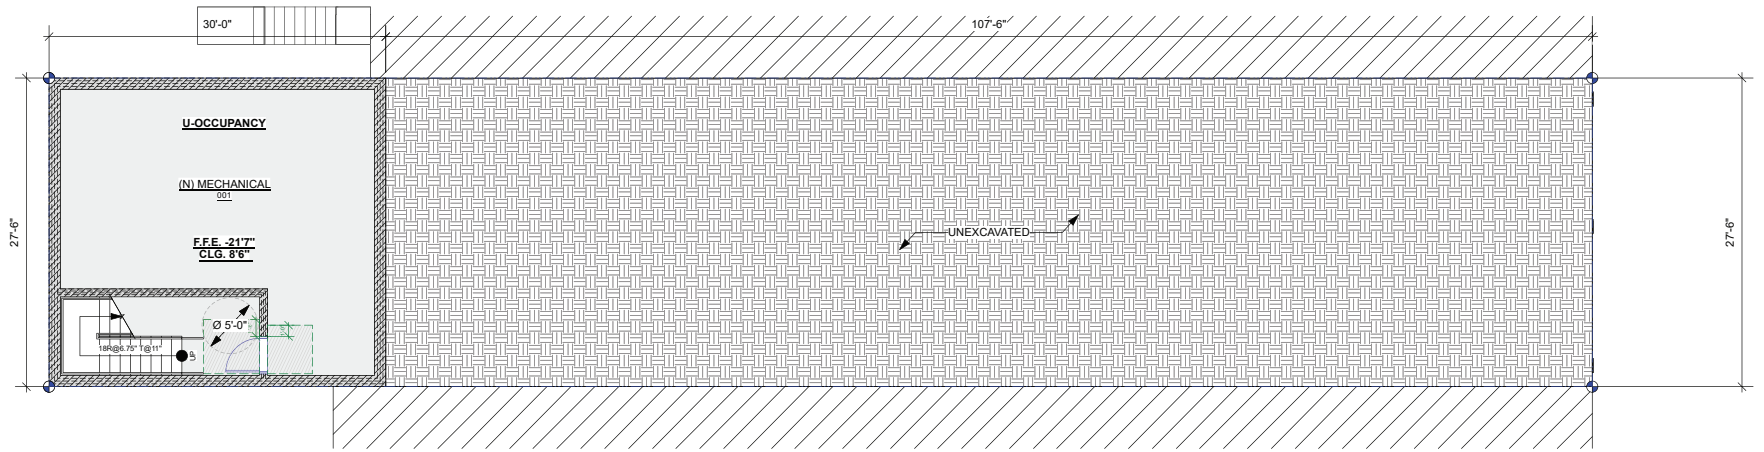 30'-0"
107'-6"
U-OCCUPANCY
(N) MECHANICAL
001
27'-6"
UNEXCAVATED
27'-6"
F.F.E. -21'7"
CLG. 8'6"
Ø 5'-0"
18R@6.75" T@11"
UP